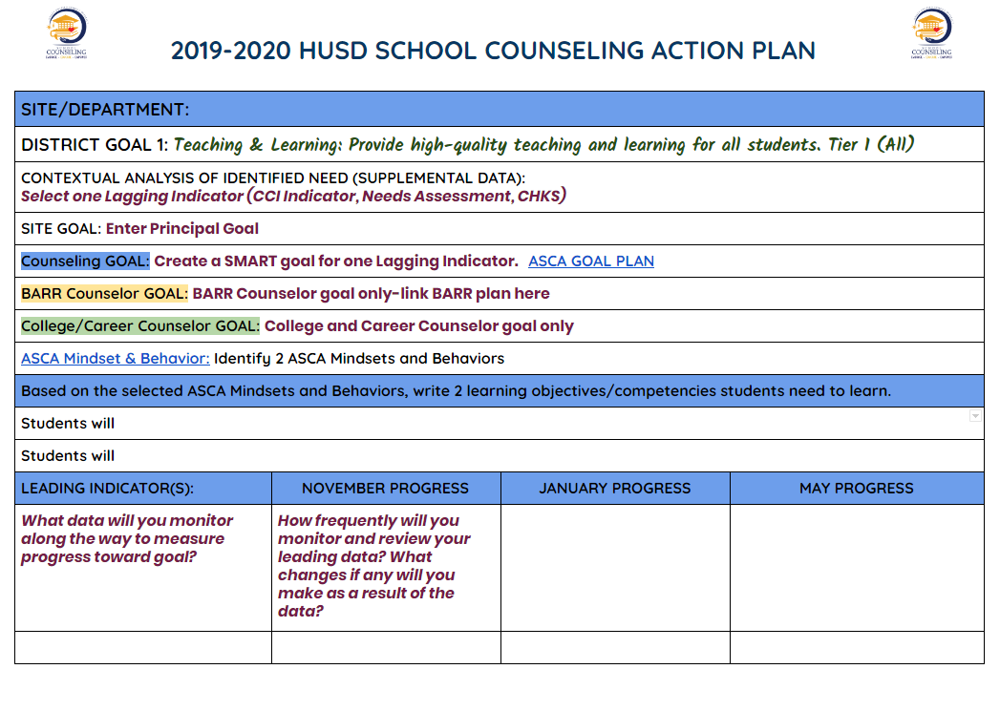 COUNSELING
2019-2020 HUSD SCHOOL COUNSELING ACTION PLAN
COUNSELING
SITE/DEPARTMENT:
DISTRICT GOAL 1: Teaching & Learning: Provide high-quality teaching and learning for all students. Tier 1 (All)
CONTEXTUAL ANALYSIS OF IDENTIFIED NEED (SUPPLEMENTAL DATA):
Select one Lagging Indicator (CCI Indicator, Needs Assessment, CHKS)
SITE GOAL: Enter Principal Goal
Counseling GOAL: Create a SMART goal for one Lagging Indicator. ASCA GOAL PLAN
BARR Counselor GOAL: BARR Counselor goal only-link BARR plan here
College/Career Counselor GOAL: College and Career Counselor goal only
ASCA Mindset & Behavior: Identify 2 ASCA Mindsets and Behaviors
Based on the selected ASCA Mindsets and Behaviors, write 2 learning objectives/competencies students need to learn.
Students will
Students will
LEADING INDICATOR(S):
NOVEMBER PROGRESS
JANUARY PROGRESS
MAY PROGRESS
What data will you monitor
along the way to measure
progress toward goal?
How frequently will you
monitor and review your
leading data? What
changes if any will you
make as a result of the
data?